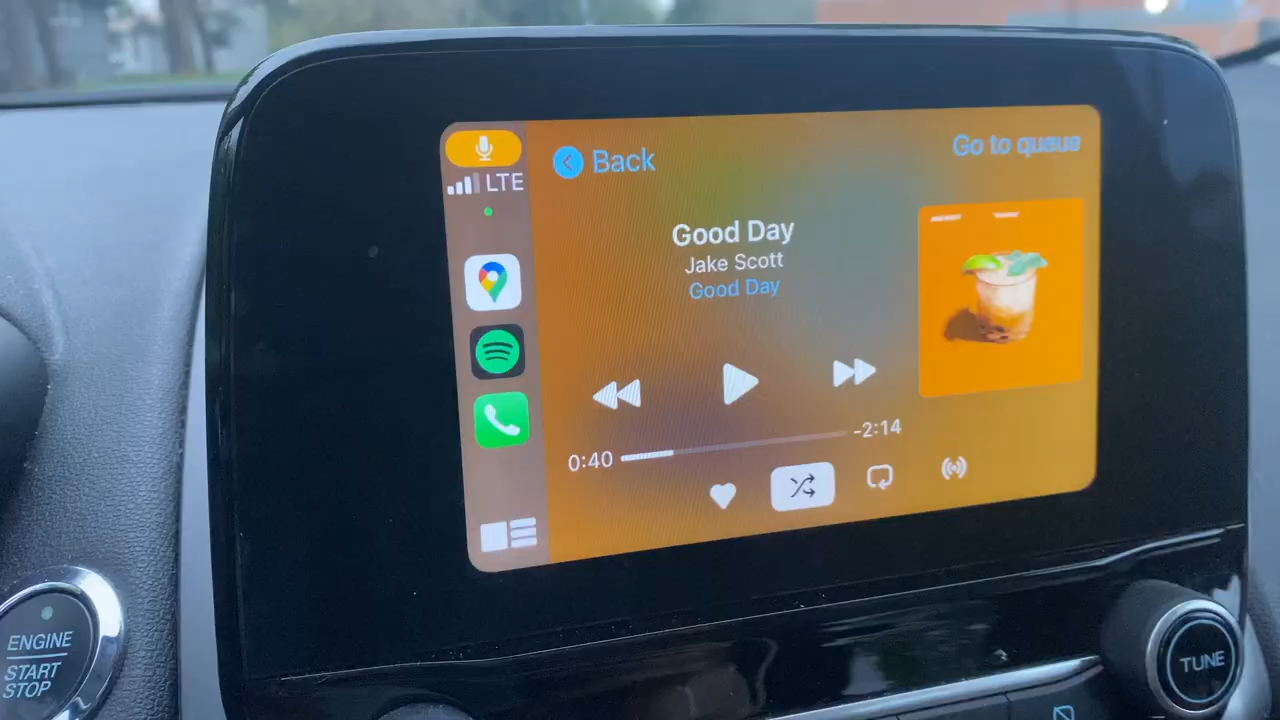 LTE
Back
Go to queue
Good Day
Jake Scott
Good Day
0:40
-2:14
ENGINE
START
STOP
TUNE